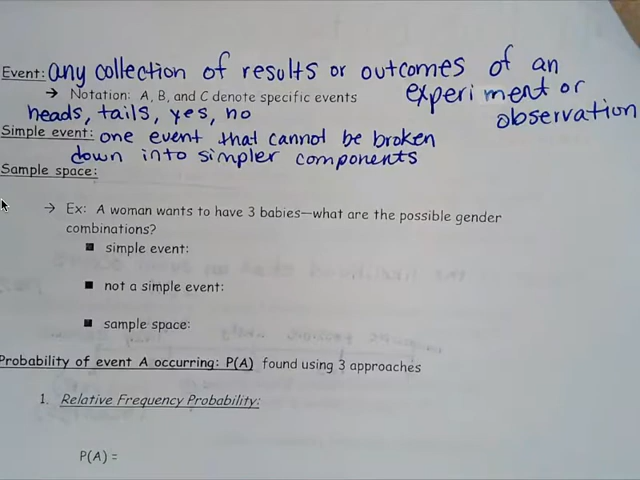 Event: any collection of results or outcomes of an
→ Notation: A, B, and C denote specific events experiment or
heads, tails, yes, no observation
Simple event: one event that cannot be broken
down into simpler components
Sample space:
→ Ex: A woman wants to have 3 babies—what are the possible gender
combinations?
■ simple event:
■ not a simple event:
■ sample space:
Probability of event A occurring: P(A) found using 3 approaches
1. Relative Frequency Probability:
P(A) =